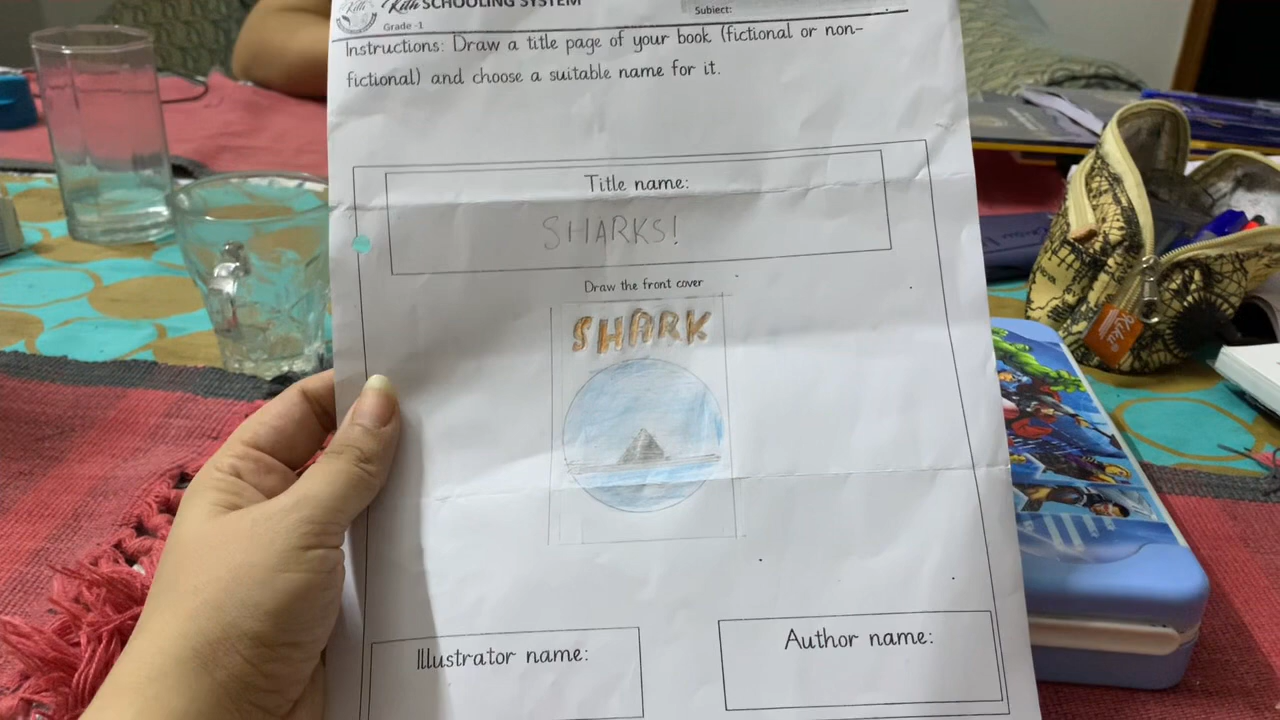 Kith SCHOOLING SYSTEM
Grade -1
Subject:
Instructions: Draw a title page of your book (fictional or non-
fictional) and choose a suitable name for it.
Title name:
SHARKS!
Draw the front cover
SHARK
Illustrator name:
Author name: